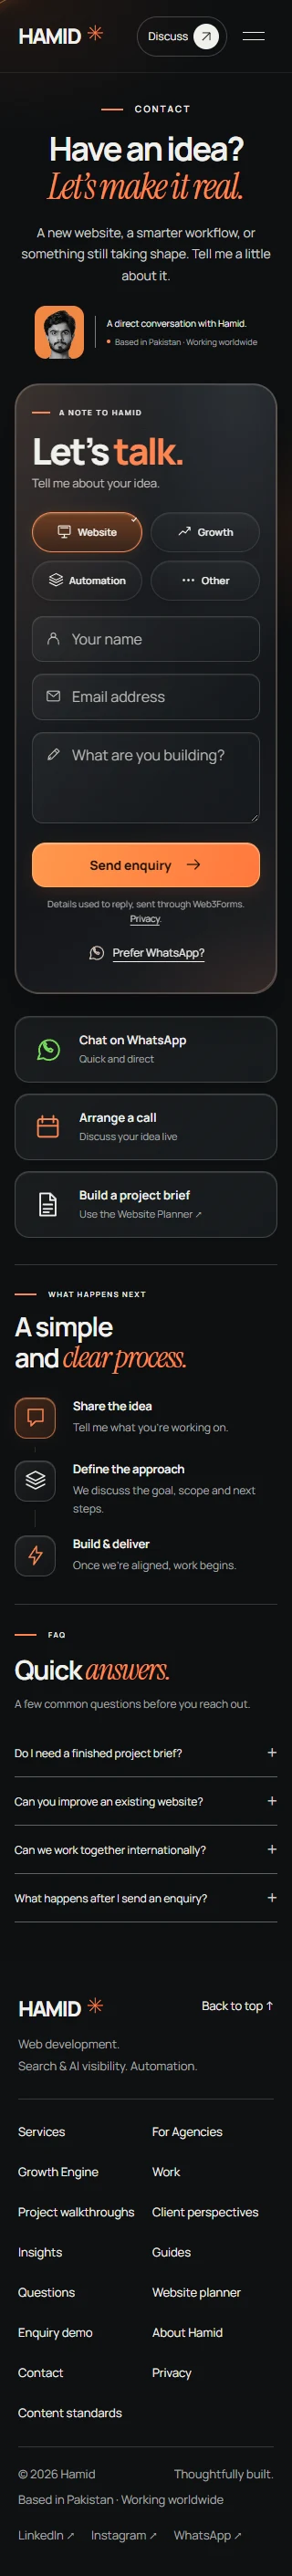 HAMID
Discuss
CONTACT
Have an idea?
Let's make it real.
A new website, a smarter workflow, or
something still taking shape. Tell me a little
about it.
A direct conversation with Hamid.
Based in Pakistan · Working worldwide
A NOTE TO HAMID
Let's talk.
Tell me about your idea.
Website
Growth
Automation
Other
Your name
Email address
What are you building?
Send enquiry →
Details used to reply, sent through Web3Forms.
Privacy.
Prefer WhatsApp?
Chat on WhatsApp
Quick and direct
Arrange a call
Discuss your idea live
Build a project brief
Use the Website Planner ↗
WHAT HAPPENS NEXT
A simple
and clear process.
Share the idea
Tell me what you're working on.
Define the approach
We discuss the goal, scope and next
steps.
Build & deliver
Once we're aligned, work begins.
FAQ
Quick answers.
A few common questions before you reach out.
Do I need a finished project brief? +
Can you improve an existing website? +
Can we work together internationally? +
What happens after I send an enquiry? +
HAMID
Back to top ↑
Web development.
Search & AI visibility. Automation.
Services
For Agencies
Growth Engine
Work
Project walkthroughs
Client perspectives
Insights
Guides
Questions
Website planner
Enquiry demo
About Hamid
Contact
Privacy
Content standards
© 2026 Hamid
Thoughtfully built.
Based in Pakistan · Working worldwide
LinkedIn ↗ Instagram ↗ WhatsApp ↗